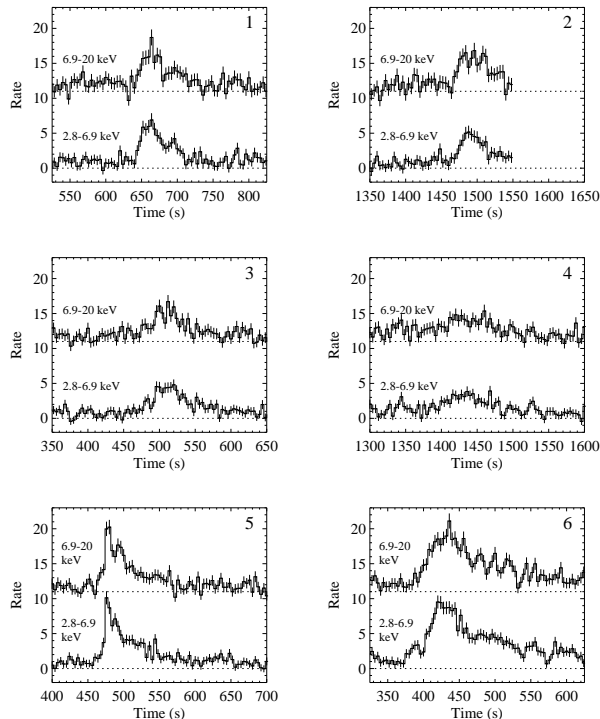 1
20
15
10
5
0
Rate
6.9-20 keV
2.8-6.9 keV
550 600 650 700 750 800
Time (s)
2
20
15
10
5
0
Rate
6.9-20 keV
2.8-6.9 keV
1350 1400 1450 1500 1550 1600 1650
Time (s)
3
20
15
10
5
0
Rate
6.9-20 keV
2.8-6.9 keV
350 400 450 500 550 600 650
Time (s)
4
20
15
10
5
0
Rate
6.9-20 keV
2.8-6.9 keV
1300 1350 1400 1450 1500 1550 1600
Time (s)
5
20
15
10
5
0
Rate
6.9-20
keV
2.8-6.9
keV
400 450 500 550 600 650 700
Time (s)
6
20
15
10
5
0
Rate
6.9-20
keV
2.8-6.9
keV
350 400 450 500 550 600
Time (s)